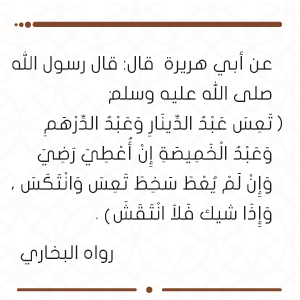 عن أبي هريرة قال: قال رسول الله
صلى الله عليه وسلم:
( تَعِسَ عَبْدُ الدِّينَارِ وَعَبْدُ الدِّرْهَمِ
وَعَبْدُ الْخَمِيصَةِ إِنْ أُعْطِيَ رَضِيَ
وَإِنْ لَمْ يُعْطَ سَخِطَ تَعِسَ وَانْتَكَسَ ،
وَإِذَا شيك فَلاَ انْتَقَشَ ) .
رواه البخاري